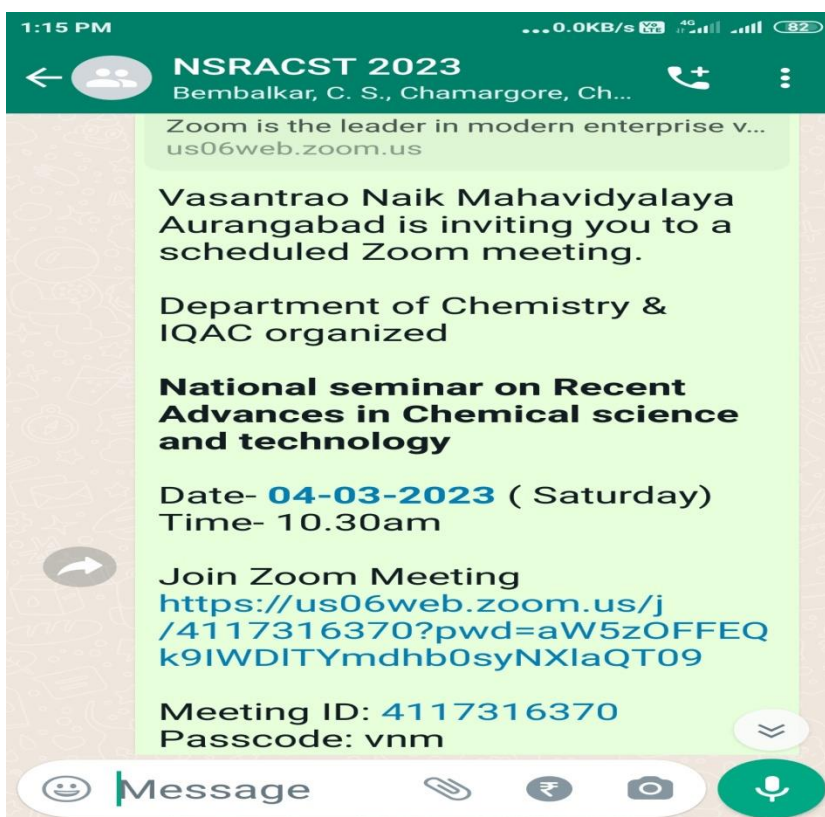 1:15 PM
...0.0KB/s Vo LTE 4G 82
NSRACST 2023
Bembalkar, C. S., Chamargore, Ch...
Zoom is the leader in modern enterprise v...
us06web.zoom.us
Vasantrao Naik Mahavidyalaya
Aurangabad is inviting you to a
scheduled Zoom meeting.
Department of Chemistry &
IQAC organized
National seminar on Recent
Advances in Chemical science
and technology
Date- 04-03-2023 ( Saturday)
Time- 10.30am
Join Zoom Meeting
https://us06web.zoom.us/j
/4117316370?pwd=aW5zOFFEQ
k9IWDlTYmdhb0syNXlaQT09
Meeting ID: 4117316370
Passcode: vnm
Message
₹